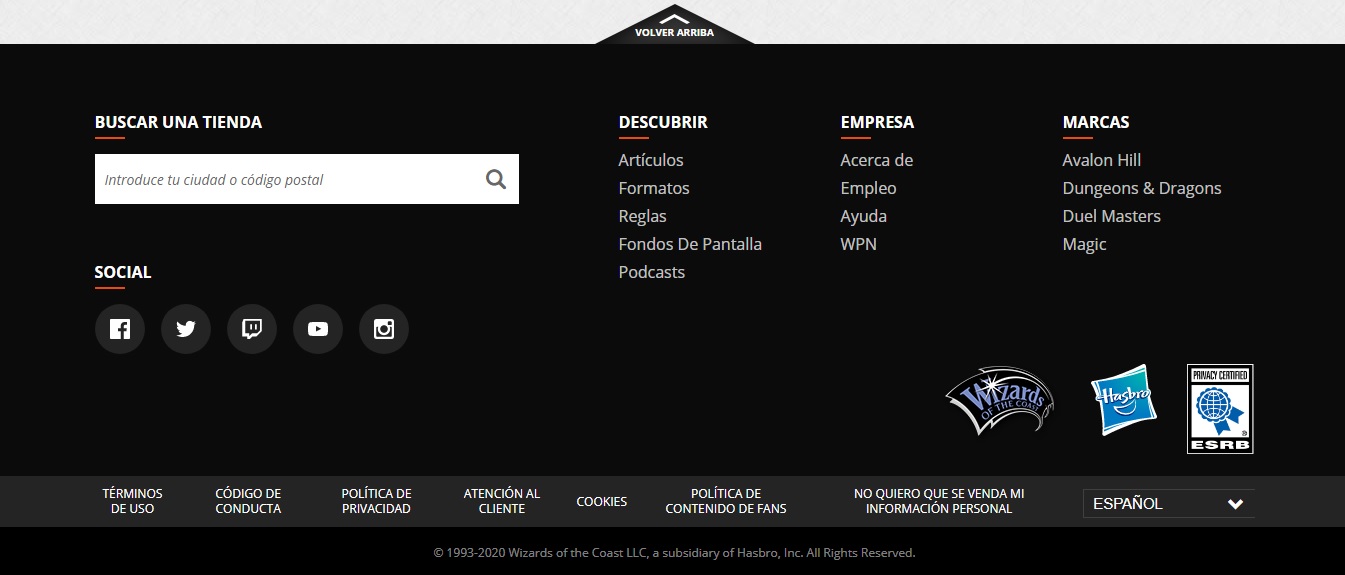 VOLVER ARRIBA
BUSCAR UNA TIENDA
Introduce tu ciudad o código postal
SOCIAL
DESCUBRIR
Artículos
Formatos
Reglas
Fondos De Pantalla
Podcasts
EMPRESA
Acerca de
Empleo
Ayuda
WPN
MARCAS
Avalon Hill
Dungeons & Dragons
Duel Masters
Magic
Wizards
OF THE COAST
Hasbro
PRIVACY CERTIFIED
ESRB
TÉRMINOS
DE USO
CÓDIGO DE
CONDUCTA
POLÍTICA DE
PRIVACIDAD
ATENCIÓN AL
CLIENTE
COOKIES
POLÍTICA DE
CONTENIDO DE FANS
NO QUIERO QUE SE VENDA MI
INFORMACIÓN PERSONAL
ESPAÑOL
© 1993-2020 Wizards of the Coast LLC, a subsidiary of Hasbro, Inc. All Rights Reserved.